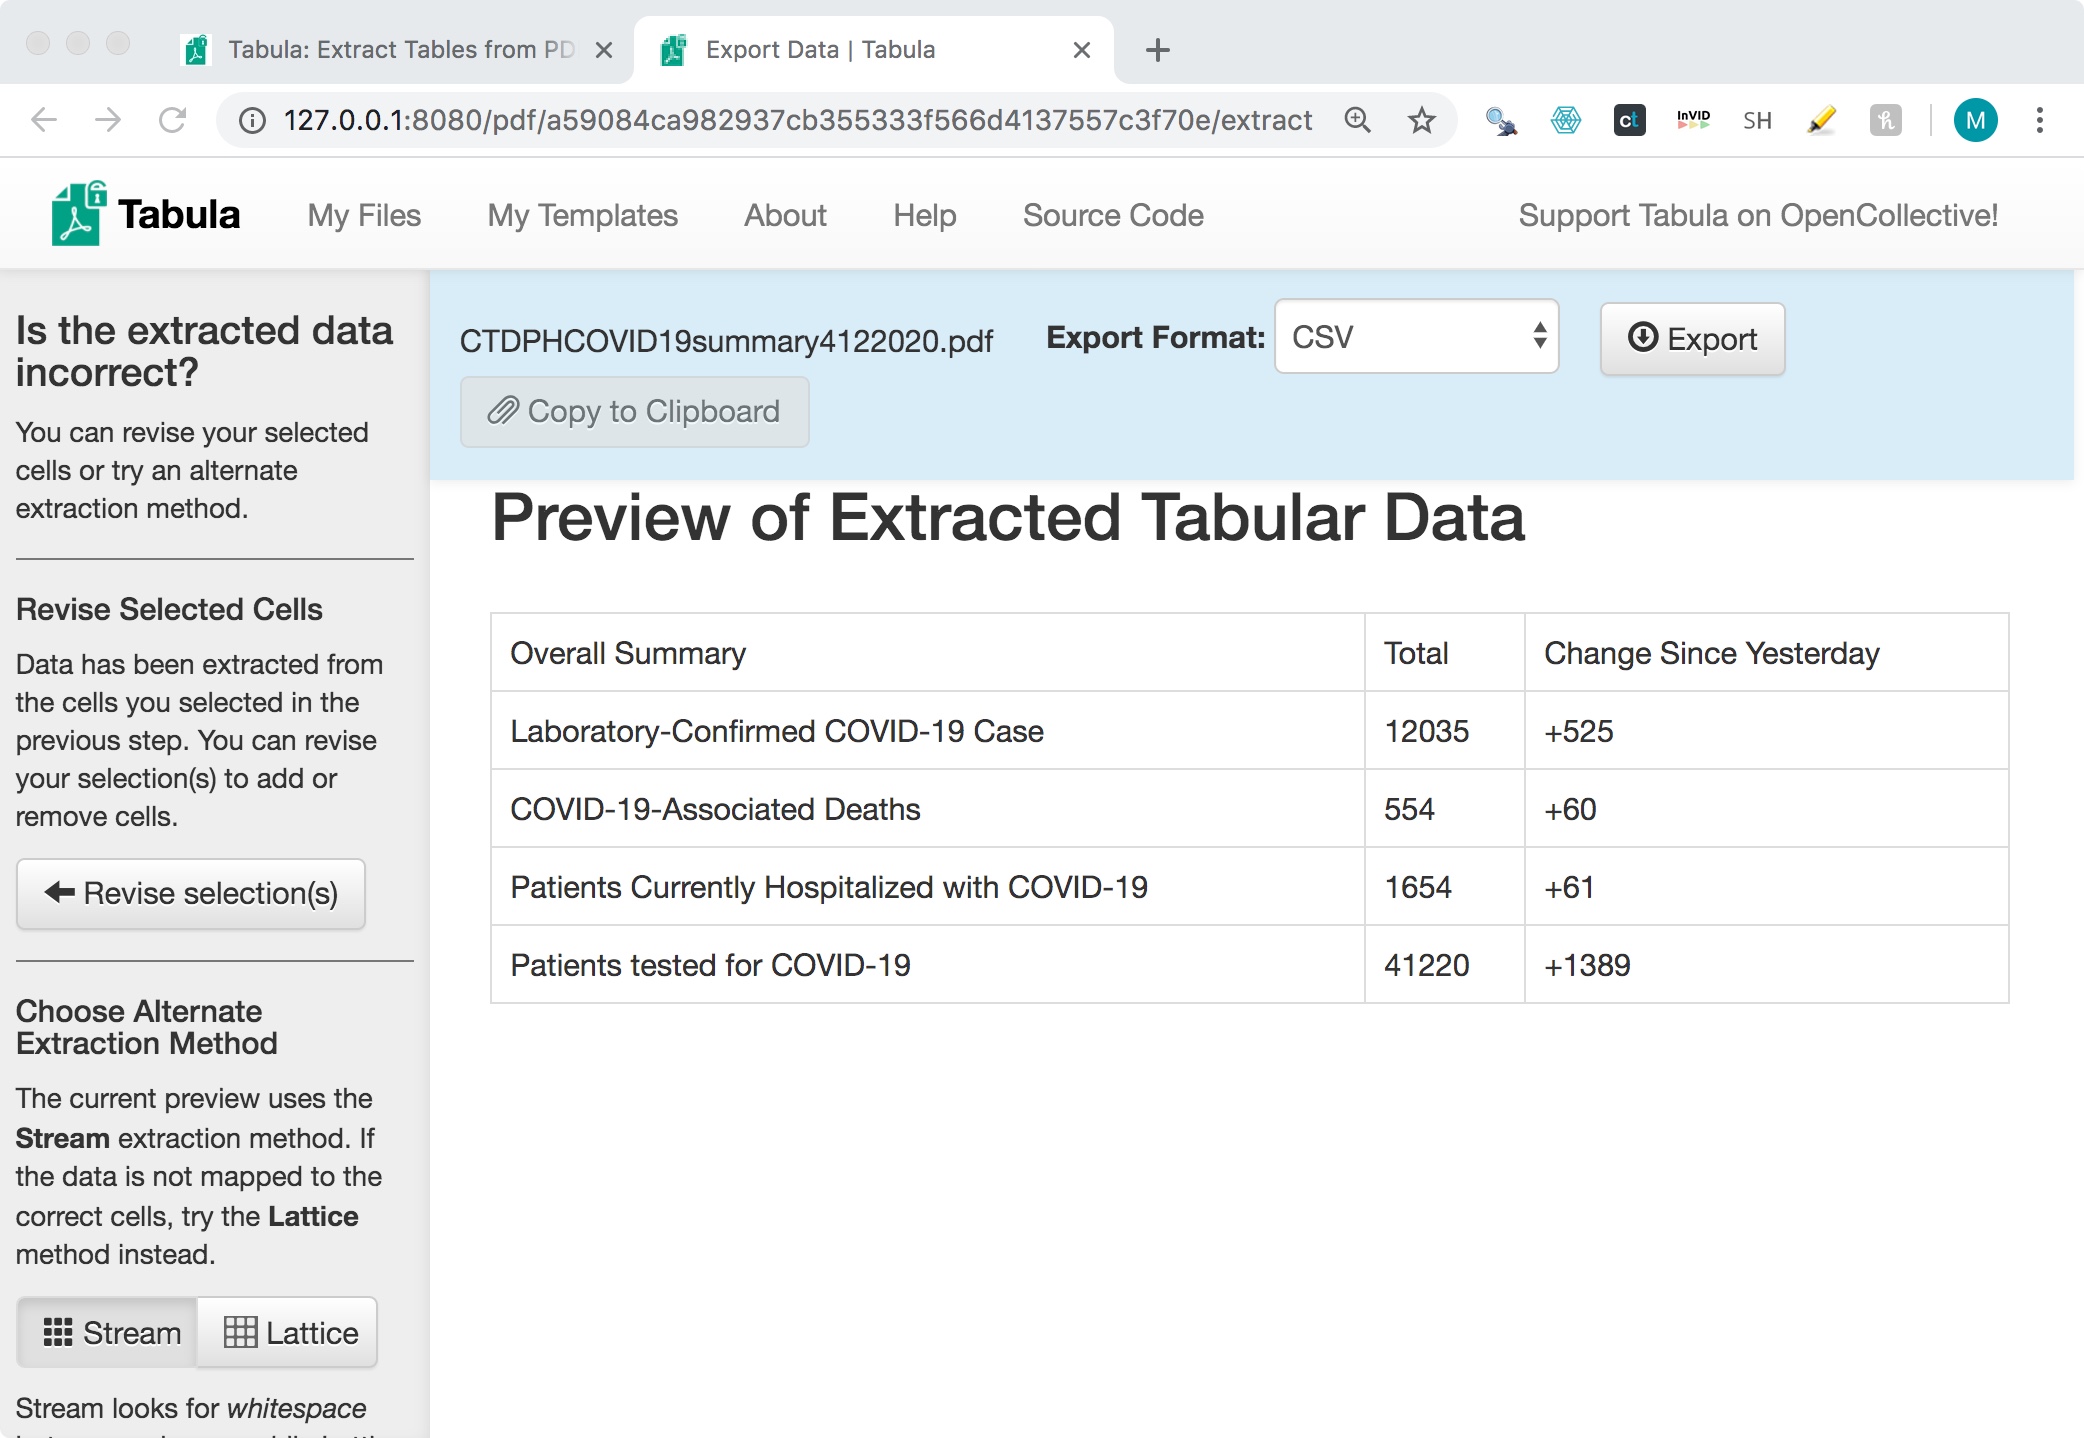 Tabula: Extract Tables from PD
Export Data | Tabula
127.0.0.1:8080/pdf/a59084ca982937cb355333f566d4137557c3f70e/extract
ct
InVID
SH
h
M
Tabula
My Files
My Templates
About
Help
Source Code
Support Tabula on OpenCollective!
Is the extracted data
incorrect?
You can revise your selected
cells or try an alternate
extraction method.
Revise Selected Cells
Data has been extracted from
the cells you selected in the
previous step. You can revise
your selection(s) to add or
remove cells.
Revise selection(s)
Choose Alternate
Extraction Method
The current preview uses the
Stream extraction method. If
the data is not mapped to the
correct cells, try the Lattice
method instead.
Stream
Lattice
Stream looks for whitespace
CTDPHCOVID19summary4122020.pdf
Export Format:
CSV
Export
Copy to Clipboard
Preview of Extracted Tabular Data
Overall Summary Total Change Since Yesterday
Laboratory-Confirmed COVID-19 Case 12035 +525
COVID-19-Associated Deaths 554 +60
Patients Currently Hospitalized with COVID-19 1654 +61
Patients tested for COVID-19 41220 +1389